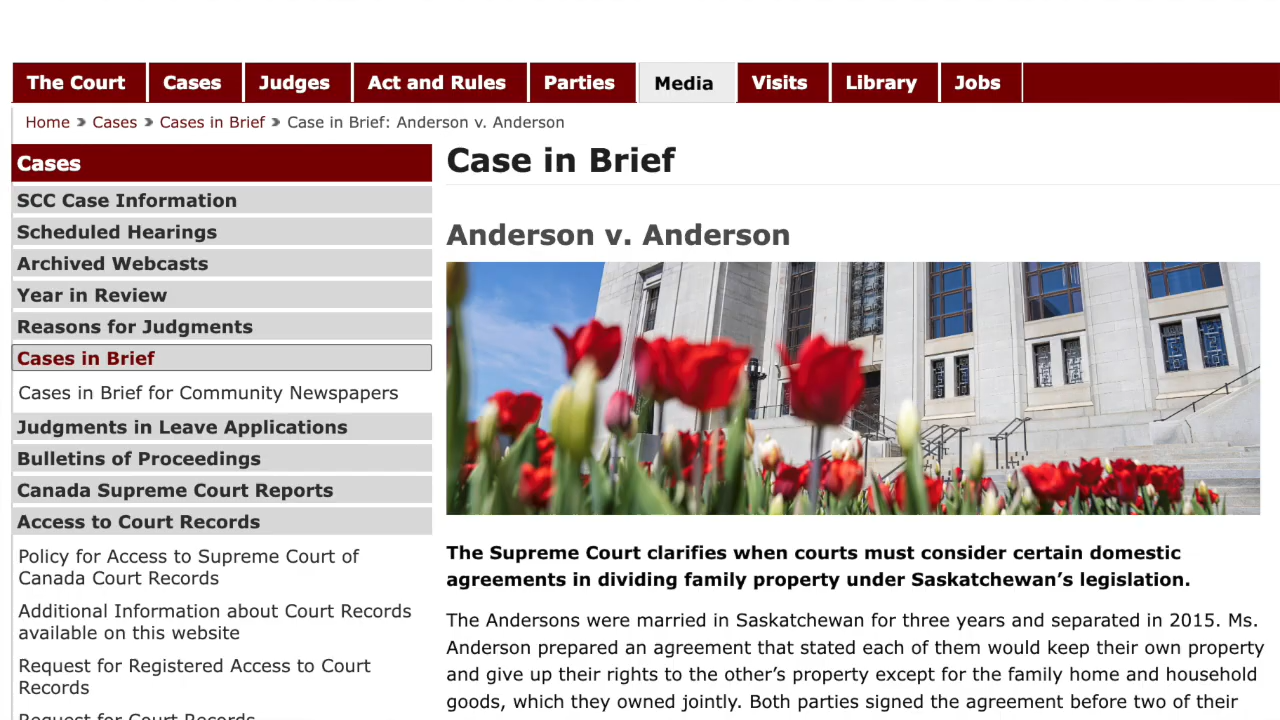 The Court Cases Judges Act and Rules Parties Media Visits Library Jobs
Home » Cases » Cases in Brief » Case in Brief: Anderson v. Anderson
Cases
SCC Case Information
Scheduled Hearings
Archived Webcasts
Year in Review
Reasons for Judgments
Cases in Brief
Cases in Brief for Community Newspapers
Judgments in Leave Applications
Bulletins of Proceedings
Canada Supreme Court Reports
Access to Court Records
Policy for Access to Supreme Court of
Canada Court Records
Additional Information about Court Records
available on this website
Request for Registered Access to Court
Records
Request for Court Records
Case in Brief
Anderson v. Anderson
The Supreme Court clarifies when courts must consider certain domestic
agreements in dividing family property under Saskatchewan’s legislation.
The Andersons were married in Saskatchewan for three years and separated in 2015. Ms.
Anderson prepared an agreement that stated each of them would keep their own property
and give up their rights to the other’s property except for the family home and household
goods, which they owned jointly. Both parties signed the agreement before two of their